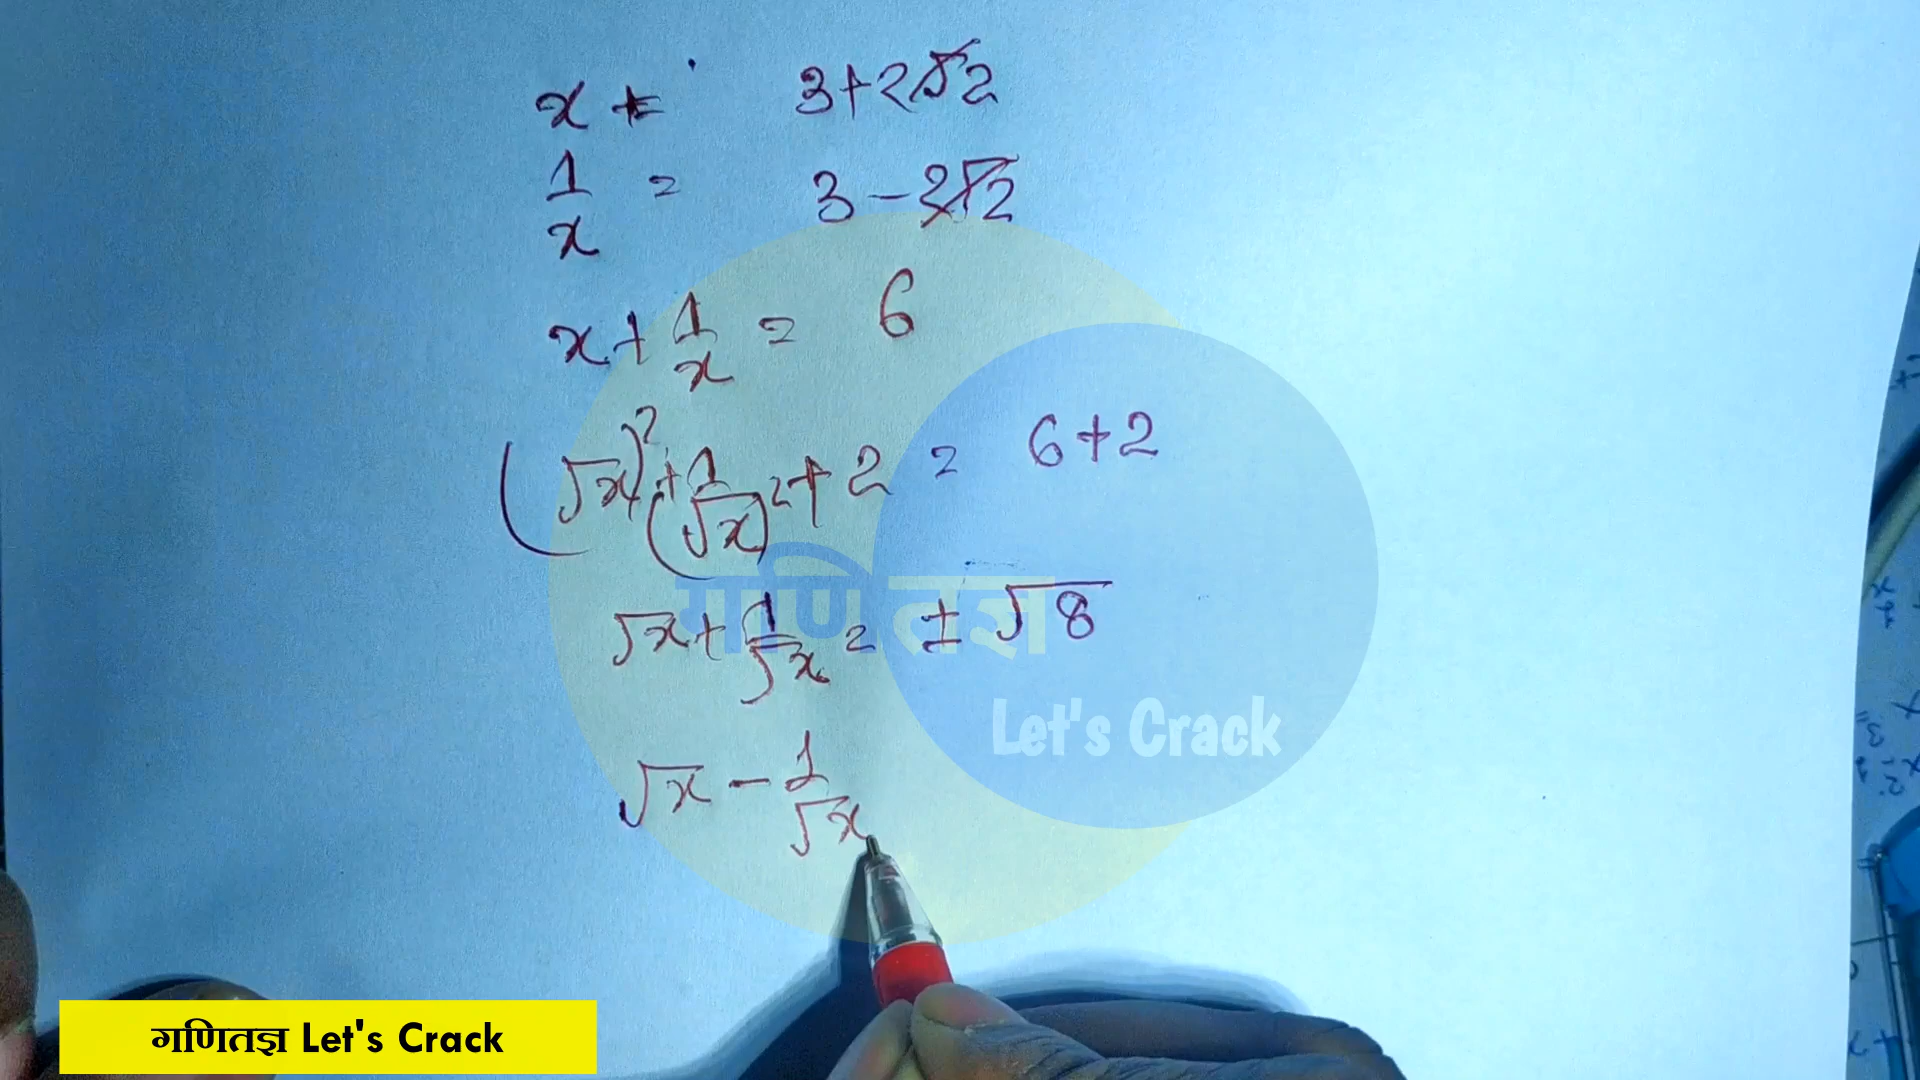 x = 3+2√2
1/x = 3-2√2
x + 1/x = 6
(√x)² + (1/√x)² + 2 = 6+2
√x + 1/√x = ± √8
√x - 1/√x
गणितज्ञ
Let's Crack
गणितज्ञ Let's Crack